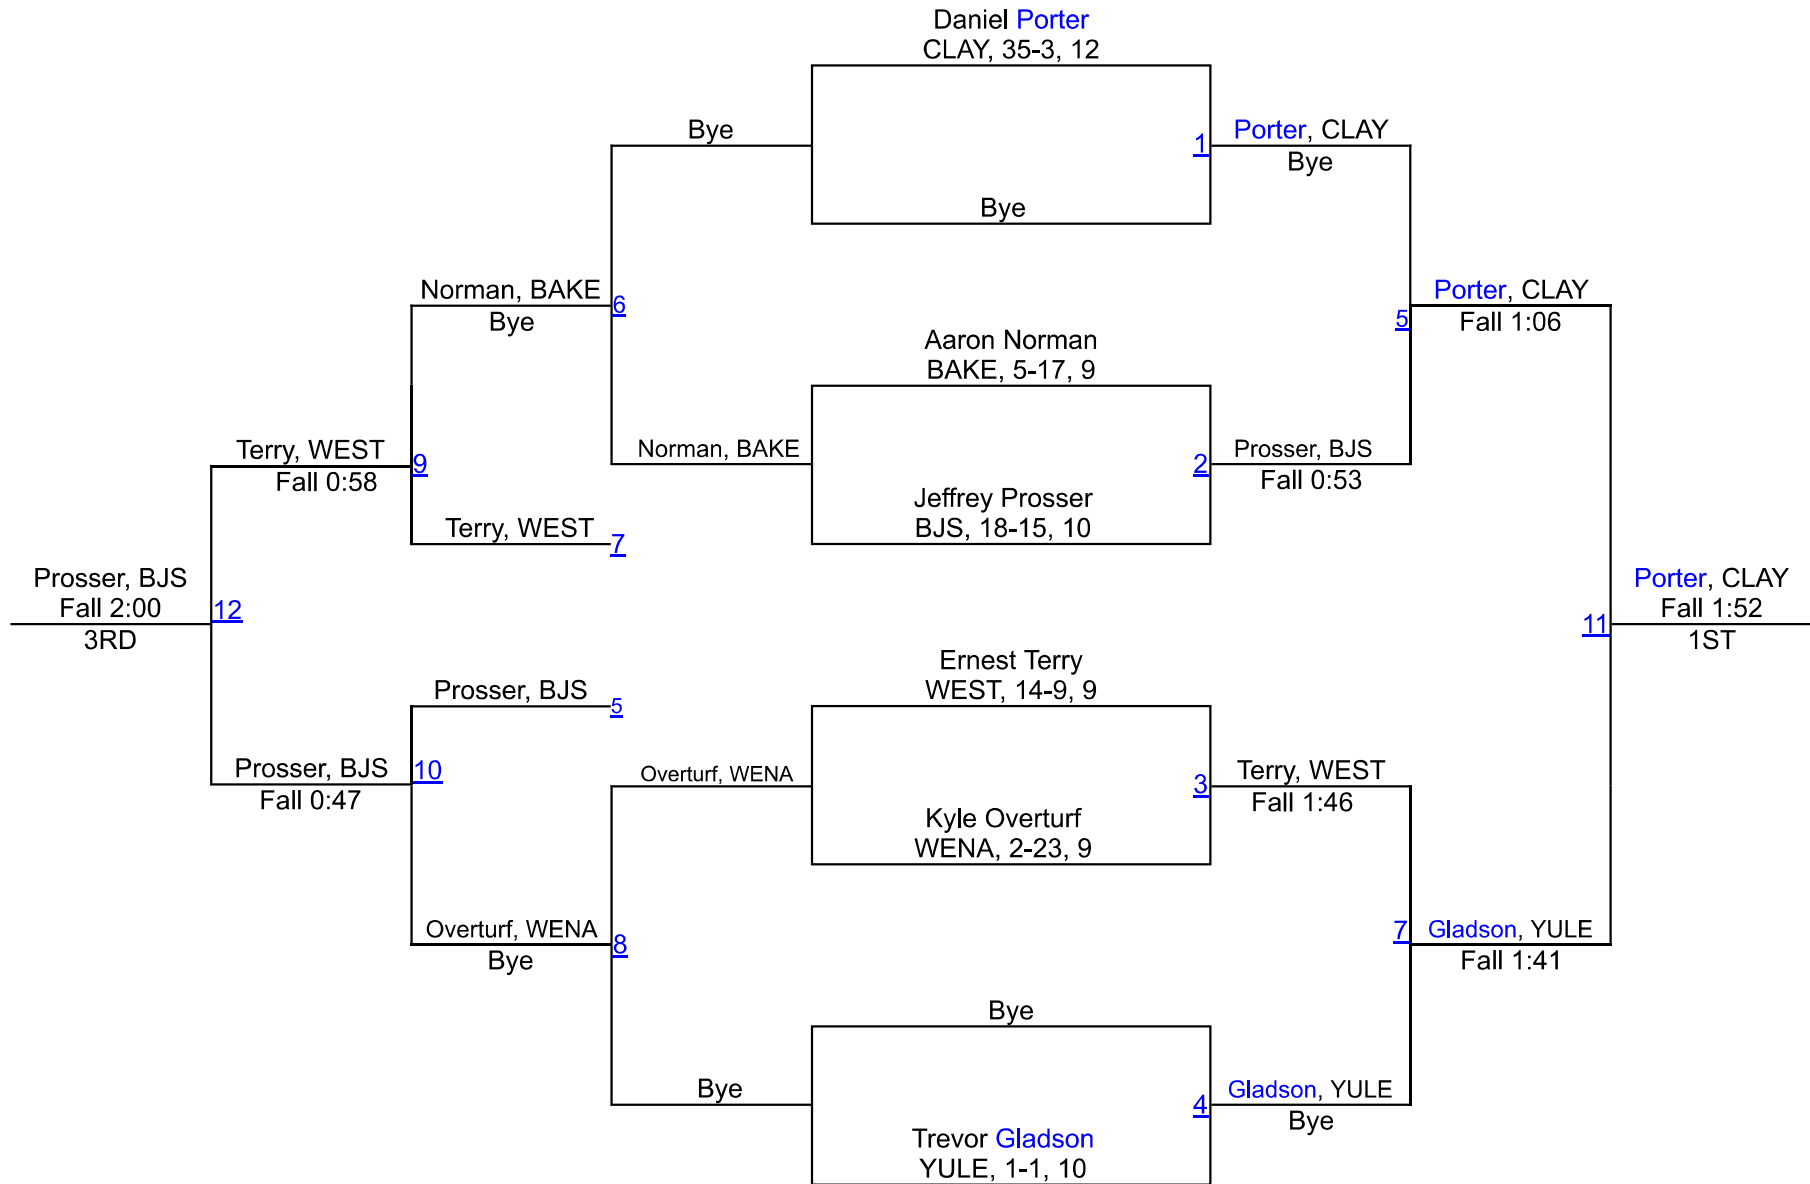 Daniel Porter
CLAY, 35-3, 12
Bye
1
Porter, CLAY
Bye
Bye
Norman, BAKE
Bye
6
Porter, CLAY
Fall 1:06
5
Aaron Norman
BAKE, 5-17, 9
Terry, WEST
Fall 0:58
9
Norman, BAKE
2
Prosser, BJS
Fall 0:53
Jeffrey Prosser
BJS, 18-15, 10
Terry, WEST
7
Prosser, BJS
Fall 2:00
3RD
12
Porter, CLAY
Fall 1:52
1ST
11
Ernest Terry
WEST, 14-9, 9
Prosser, BJS
5
Prosser, BJS
Fall 0:47
10
Overturf, WENA
3
Terry, WEST
Fall 1:46
Kyle Overturf
WENA, 2-23, 9
Overturf, WENA
Bye
8
7
Gladson, YULE
Fall 1:41
Bye
Bye
4
Gladson, YULE
Bye
Trevor Gladson
YULE, 1-1, 10